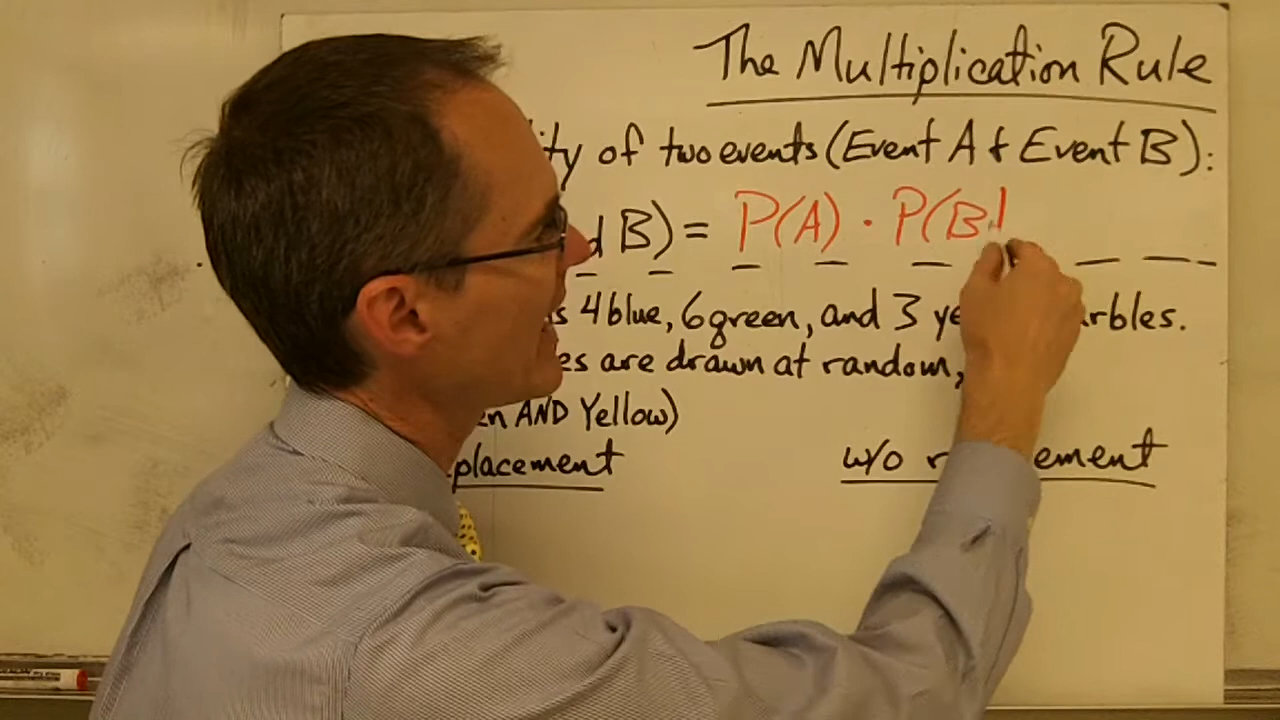 The Multiplication Rule
ity of two events (Event A & Event B):
d B) = P(A) · P(B|
s 4 blue, 6 green, and 3 ye rbles.
es are drawn at random,
en AND Yellow)
placement w/o r ement